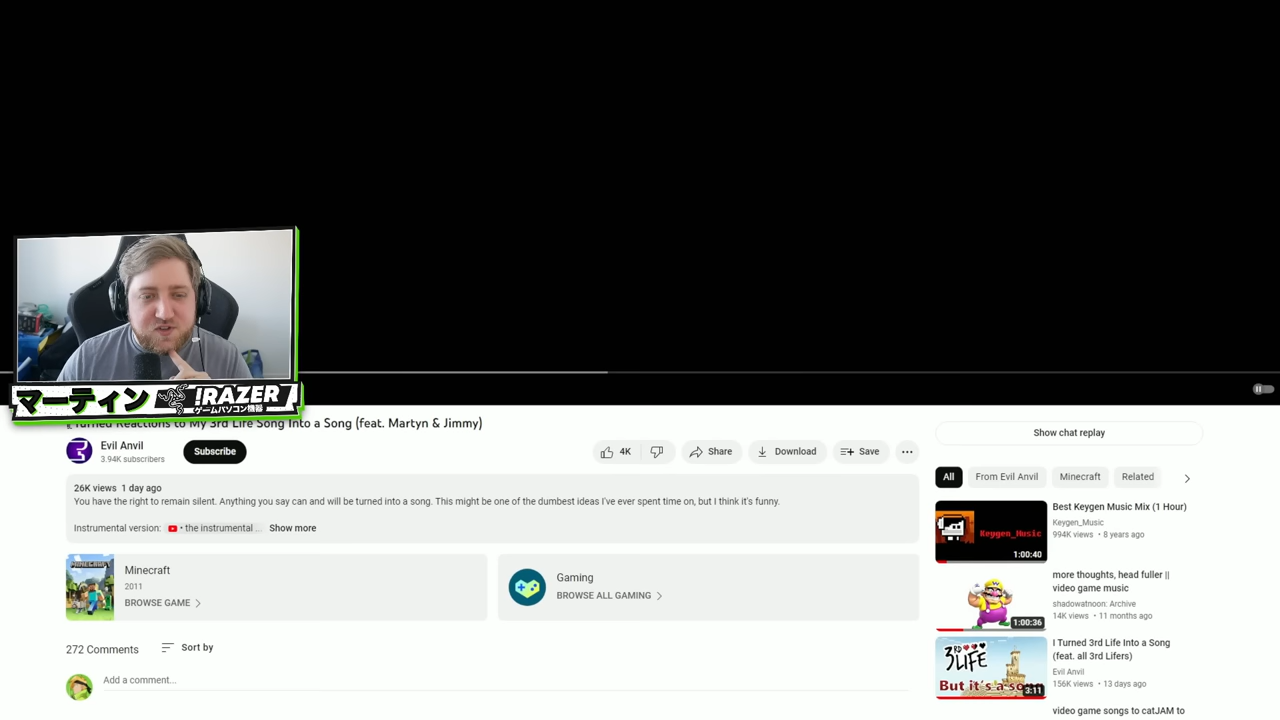 マーティン
!RAZER
ゲームパソコン機器
Turned Reactions to My 3rd Life Song Into a Song (feat. Martyn & Jimmy)
Evil Anvil
3.94K subscribers
Subscribe
4K
Share
Download
Save
26K views 1 day ago
You have the right to remain silent. Anything you say can and will be turned into a song. This might be one of the dumbest ideas I've ever spent time on, but I think it's funny.
Instrumental version: • the instrumental ... Show more
Minecraft
2011
BROWSE GAME
Gaming
BROWSE ALL GAMING
272 Comments
Sort by
Add a comment...
Show chat replay
All
From Evil Anvil
Minecraft
Related
Keygen_Music
1:00:40
Best Keygen Music Mix (1 Hour)
Keygen_Music
994K views • 8 years ago
1:00:36
more thoughts, head fuller ||
video game music
shadowatnoon: Archive
14K views • 11 months ago
3RD LIFE
But it's a song
3:11
I Turned 3rd Life Into a Song
(feat. all 3rd Lifers)
Evil Anvil
156K views • 13 days ago
video game songs to catJAM to